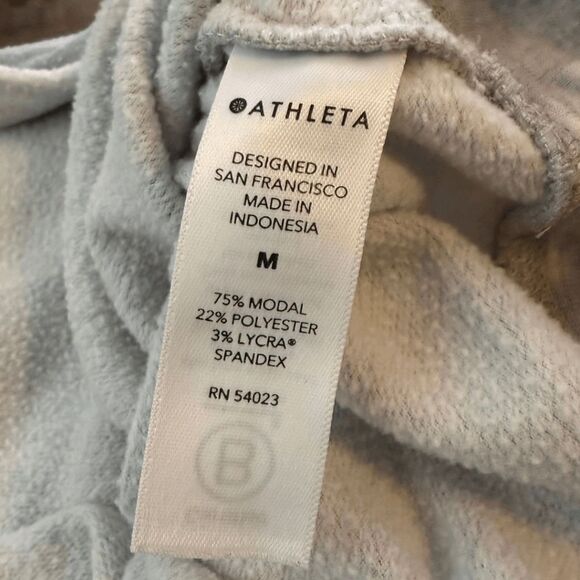 ATHLETA
DESIGNED IN
SAN FRANCISCO
MADE IN
INDONESIA
M
75% MODAL
22% POLYESTER
3% LYCRA®
SPANDEX
RN 54023
B